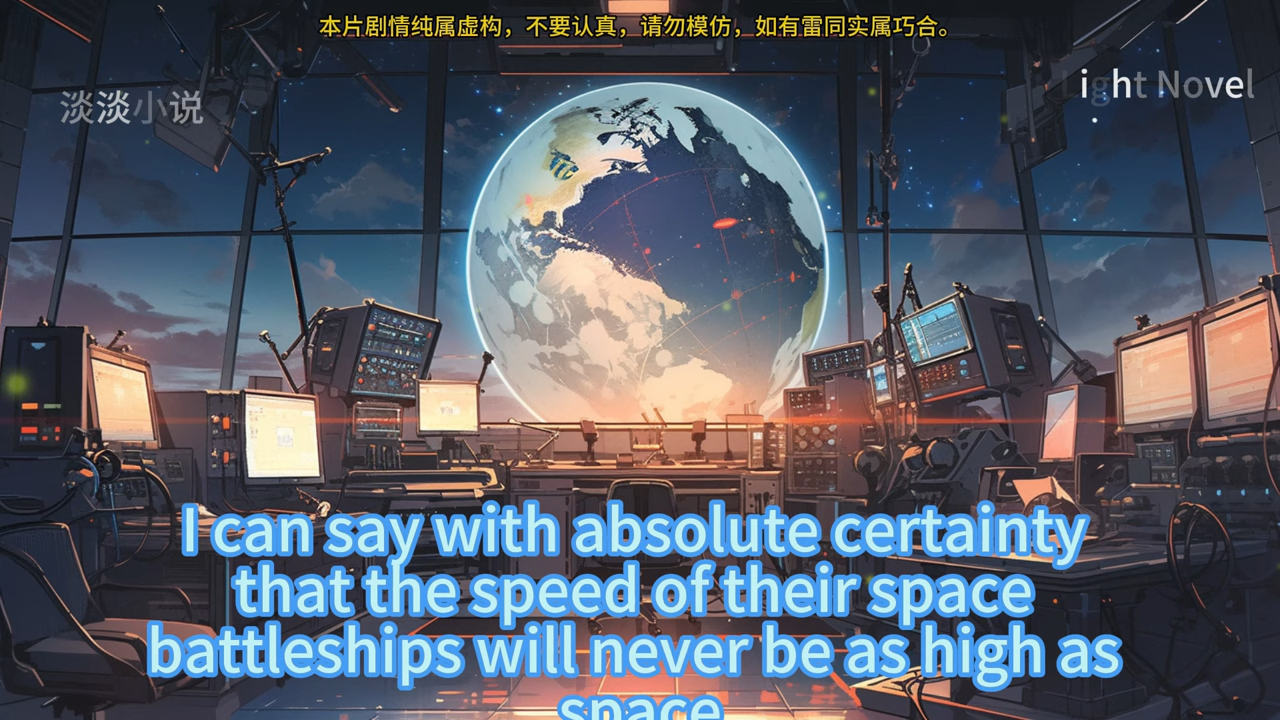 本片剧情纯属虚构，不要认真，请勿模仿，如有雷同实属巧合。
淡淡小说
Light Novel
I can say with absolute certainty
that the speed of their space
battleships will never be as high as
space